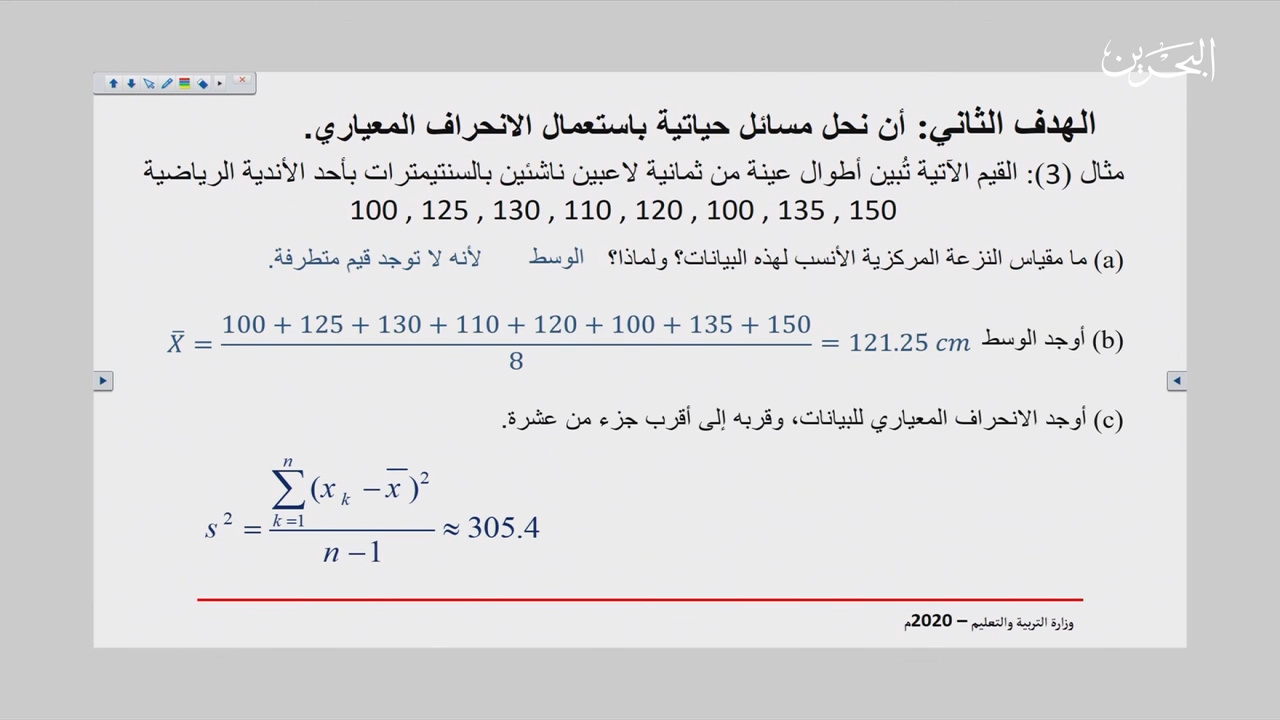 البحرين
الهدف الثاني: أن نحل مسائل حياتية باستعمال الانحراف المعياري.
مثال (3): القيم الآتية تُبين أطوال عينة من ثمانية لاعبين ناشئين بالسنتيمترات بأحد الأندية الرياضية
100 , 125 , 130 , 110 , 120 , 100 , 135 , 150
(a) ما مقياس النزعة المركزية الأنسب لهذه البيانات؟ ولماذا؟ الوسط لأنه لا توجد قيم متطرفة.
(b) أوجد الوسط X̄ = (100 + 125 + 130 + 110 + 120 + 100 + 135 + 150) / 8 = 121.25 cm
(c) أوجد الانحراف المعياري للبيانات، وقربه إلى أقرب جزء من عشرة.
s² = ∑ₖ₌₁ⁿ (xₖ − x̄)² / (n − 1) ≈ 305.4
وزارة التربية والتعليم – 2020م